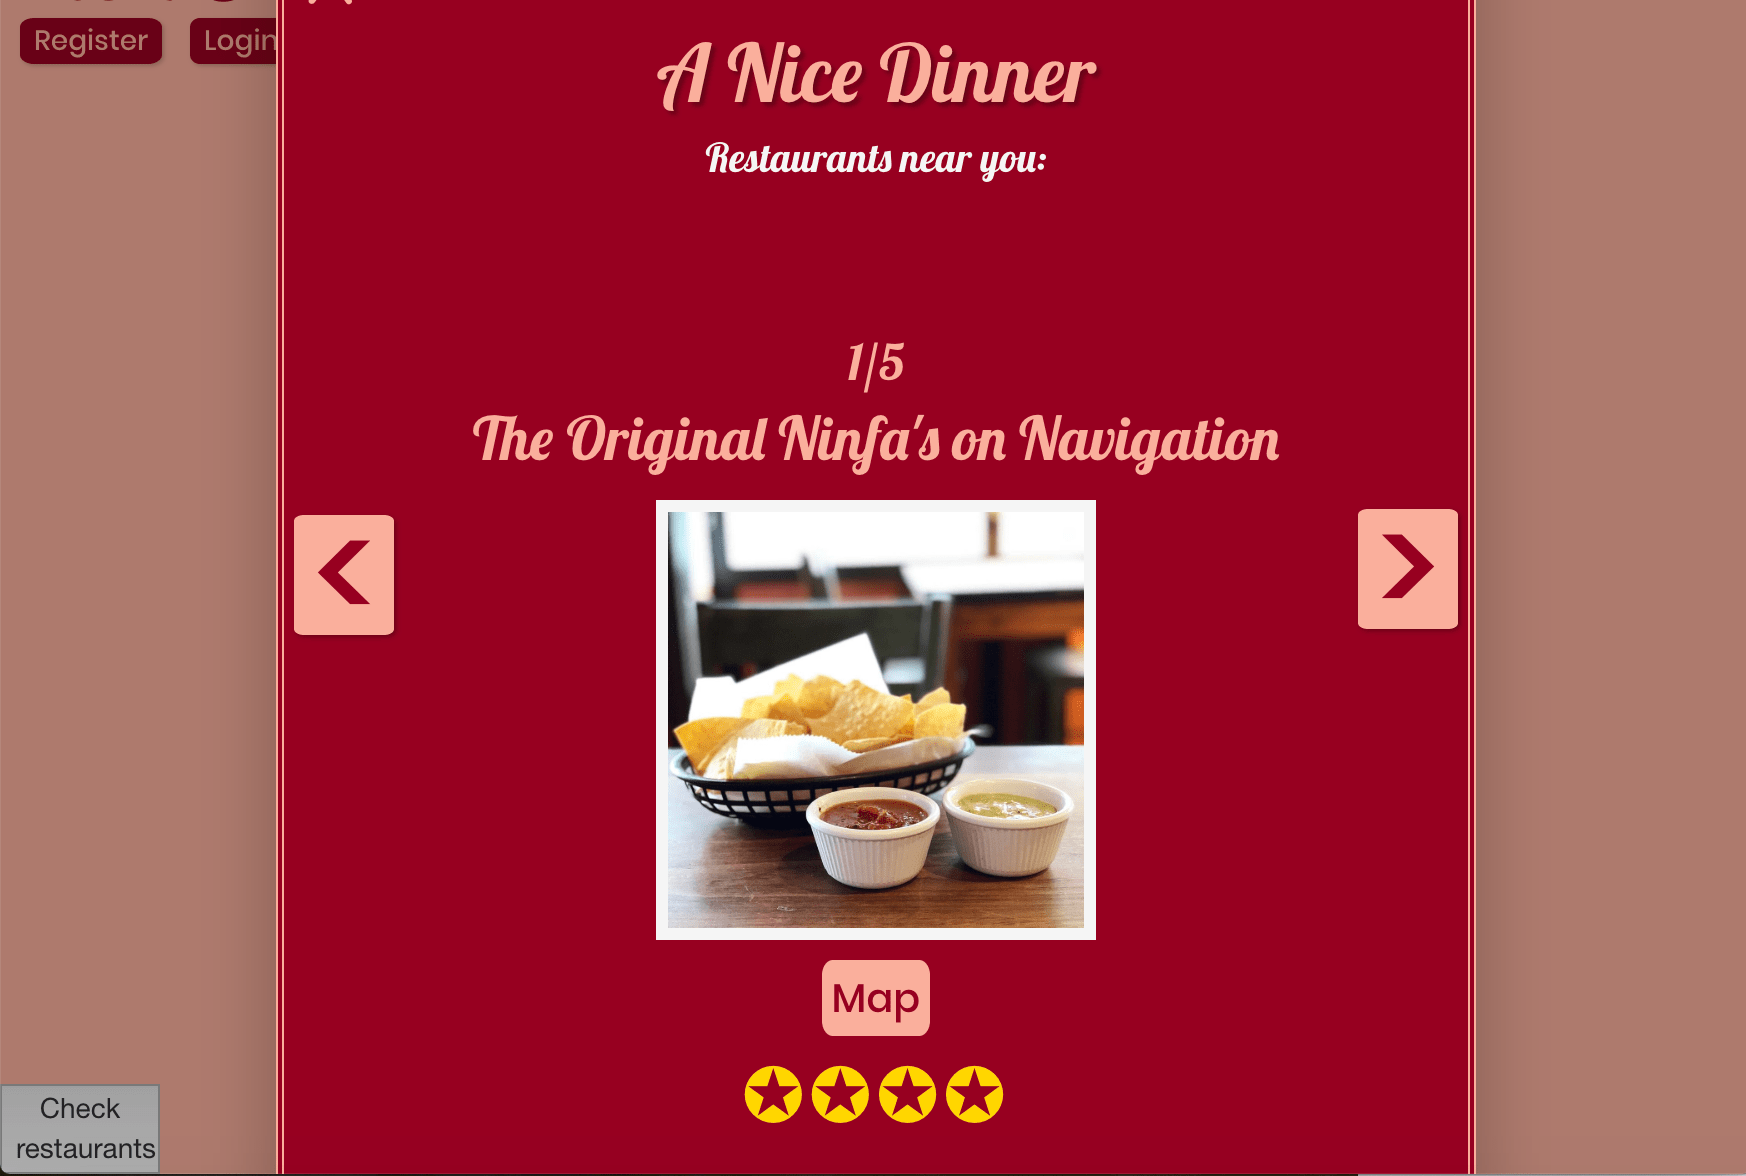 Register
Login
A Nice Dinner
Restaurants near you:
1/5
The Original Ninfa's on Navigation
Map
Check
restaurants